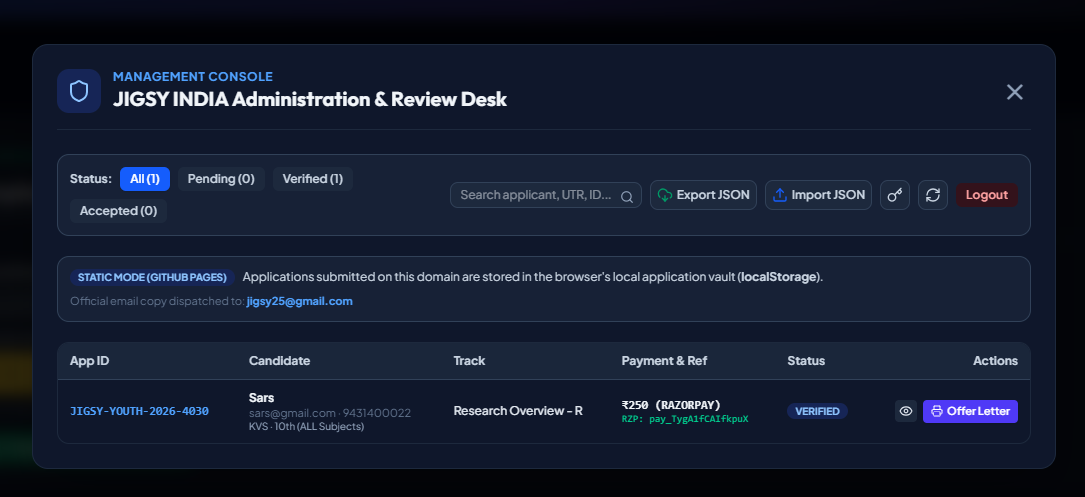 MANAGEMENT CONSOLE
JIGSY INDIA Administration & Review Desk
Status: All (1) Pending (0) Verified (1)
Accepted (0)
Search applicant, UTR, ID... Export JSON Import JSON Logout
STATIC MODE (GITHUB PAGES) Applications submitted on this domain are stored in the browser's local application vault (localStorage).
Official email copy dispatched to: jigsy25@gmail.com
App ID Candidate Track Payment & Ref Status Actions
JIGSY-YOUTH-2026-4030 Sars Research Overview - R ₹250 (RAZORPAY) VERIFIED Offer Letter
sars@gmail.com · 9431400022 RZP: pay_TygA1fCAIfkpuX
KVS · 10th (ALL Subjects)